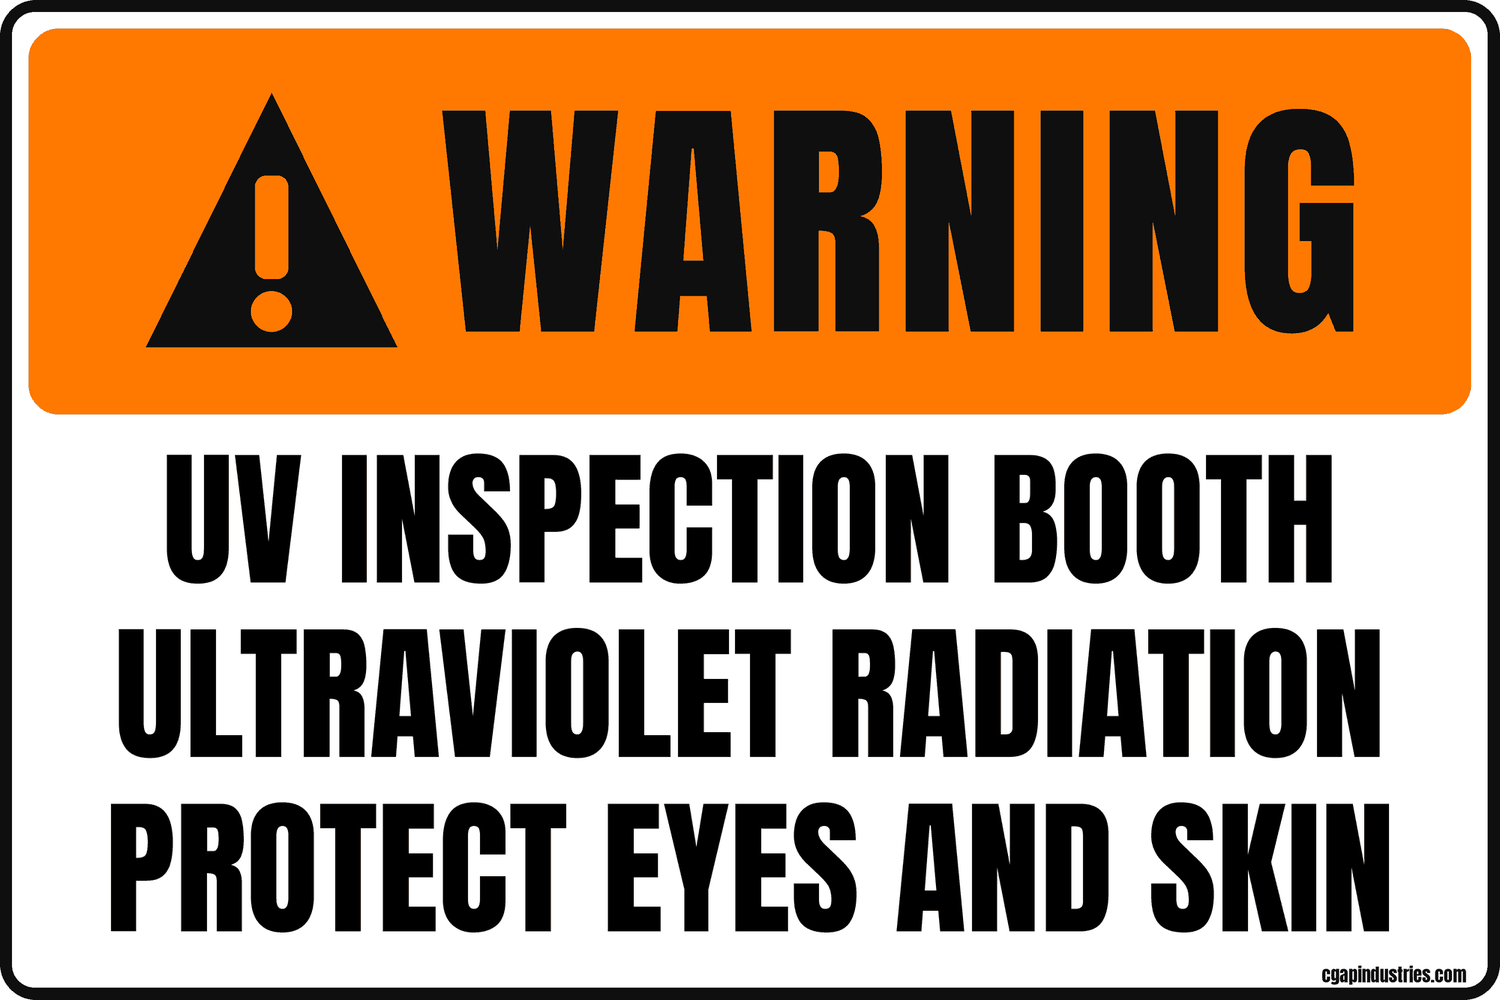 WARNING
UV INSPECTION BOOTH
ULTRAVIOLET RADIATION
PROTECT EYES AND SKIN
cgapindustries.com